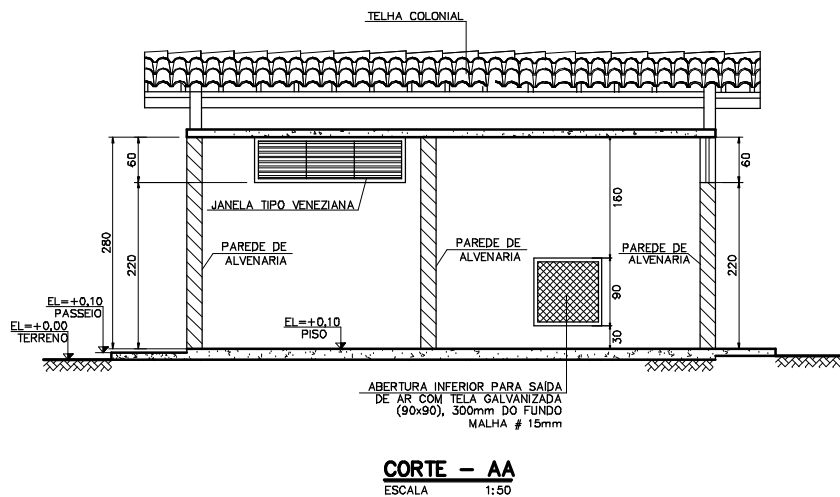 TELHA COLONIAL
60
60
JANELA TIPO VENEZIANA
160
280
220
PAREDE DE
ALVENARIA
PAREDE DE
ALVENARIA
PAREDE DE
ALVENARIA
220
90
30
EL=+0,10
PASSEIO
EL=+0,00
TERRENO
EL=+0,10
PISO
ABERTURA INFERIOR PARA SAÍDA
DE AR COM TELA GALVANIZADA
(90x90), 300mm DO FUNDO
MALHA # 15mm
CORTE - AA
ESCALA 1:50